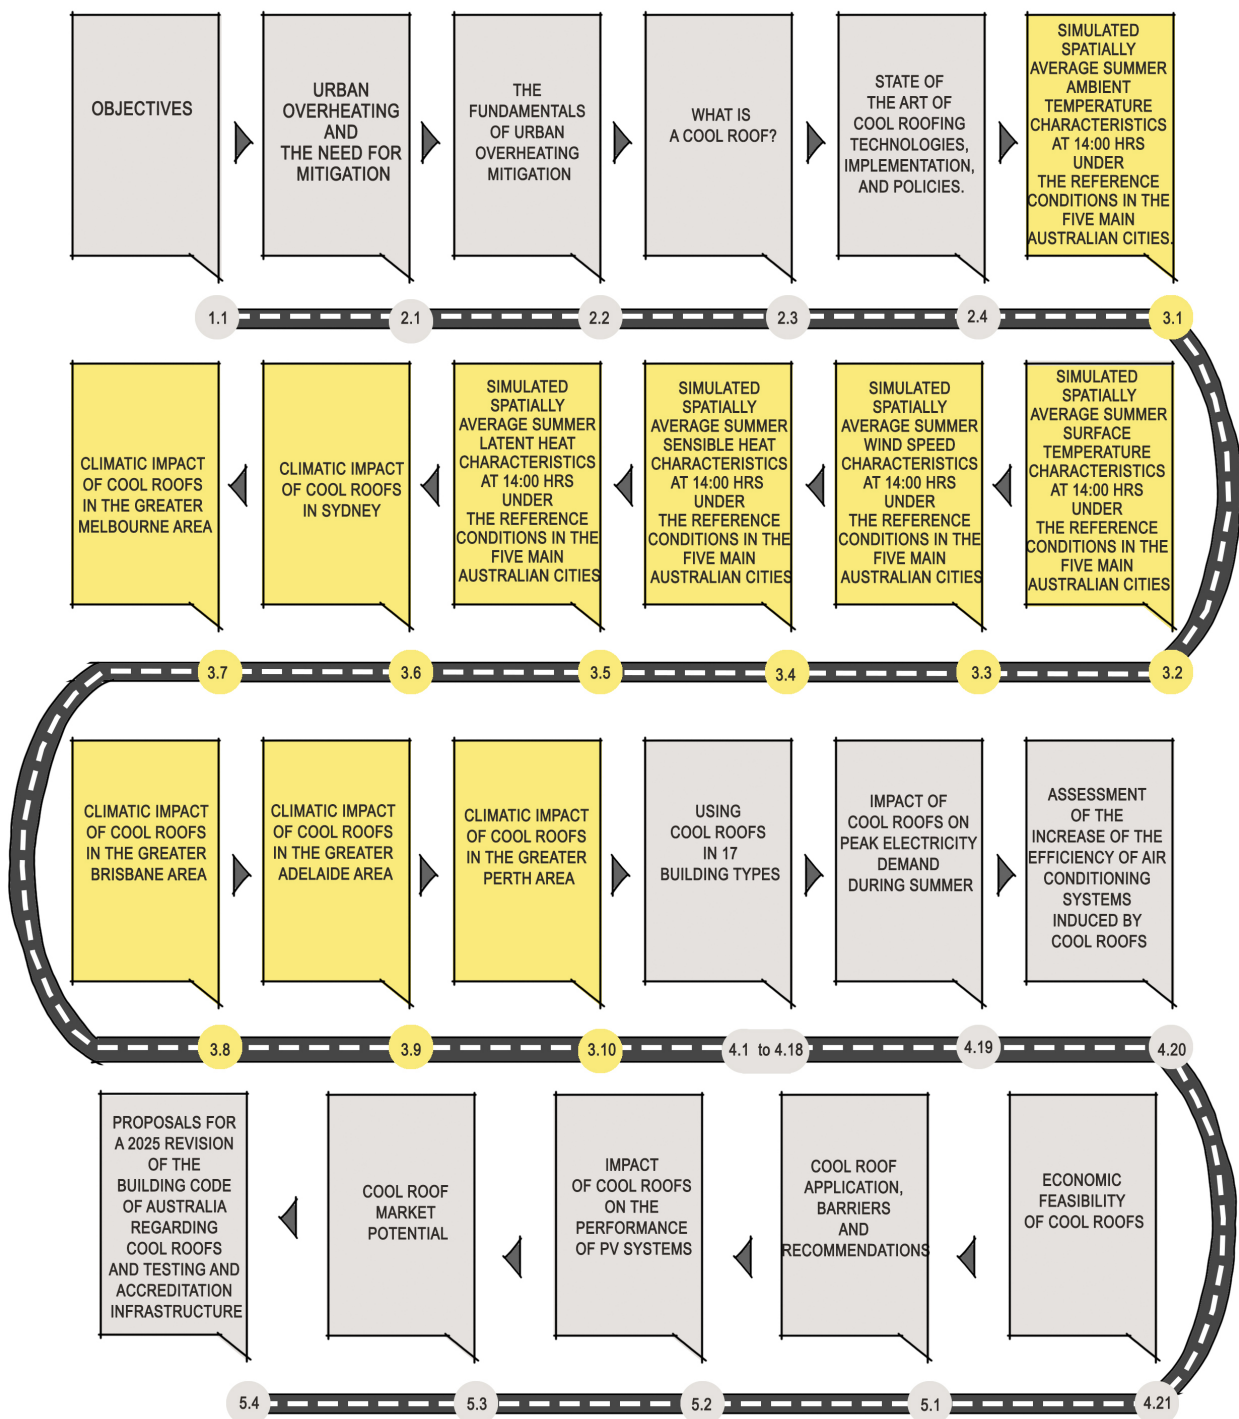 OBJECTIVES
URBAN
OVERHEATING
AND
THE NEED FOR
MITIGATION
THE
FUNDAMENTALS
OF URBAN
OVERHEATING
MITIGATION
WHAT IS
A COOL ROOF?
STATE OF
THE ART OF
COOL ROOFING
TECHNOLOGIES,
IMPLEMENTATION,
AND POLICIES.
SIMULATED
SPATIALLY
AVERAGE SUMMER
AMBIENT
TEMPERATURE
CHARACTERISTICS
AT 14:00 HRS
UNDER
THE REFERENCE
CONDITIONS IN THE
FIVE MAIN
AUSTRALIAN CITIES.
1.1
2.1
2.2
2.3
2.4
3.1
CLIMATIC IMPACT
OF COOL ROOFS
IN THE GREATER
MELBOURNE AREA
CLIMATIC IMPACT
OF COOL ROOFS
IN SYDNEY
SIMULATED
SPATIALLY
AVERAGE SUMMER
LATENT HEAT
CHARACTERISTICS
AT 14:00 HRS
UNDER
THE REFERENCE
CONDITIONS IN THE
FIVE MAIN
AUSTRALIAN CITIES
SIMULATED
SPATIALLY
AVERAGE SUMMER
SENSIBLE HEAT
CHARACTERISTICS
AT 14:00 HRS
UNDER
THE REFERENCE
CONDITIONS IN THE
FIVE MAIN
AUSTRALIAN CITIES
SIMULATED
SPATIALLY
AVERAGE SUMMER
WIND SPEED
CHARACTERISTICS
AT 14:00 HRS
UNDER
THE REFERENCE
CONDITIONS IN THE
FIVE MAIN
AUSTRALIAN CITIES
SIMULATED
SPATIALLY
AVERAGE SUMMER
SURFACE
TEMPERATURE
CHARACTERISTICS
AT 14:00 HRS
UNDER
THE REFERENCE
CONDITIONS IN THE
FIVE MAIN
AUSTRALIAN CITIES
3.7
3.6
3.5
3.4
3.3
3.2
CLIMATIC IMPACT
OF COOL ROOFS
IN THE GREATER
BRISBANE AREA
CLIMATIC IMPACT
OF COOL ROOFS
IN THE GREATER
ADELAIDE AREA
CLIMATIC IMPACT
OF COOL ROOFS
IN THE GREATER
PERTH AREA
USING
COOL ROOFS
IN 17
BUILDING TYPES
IMPACT OF
COOL ROOFS ON
PEAK ELECTRICITY
DEMAND
DURING SUMMER
ASSESSMENT
OF THE
INCREASE OF THE
EFFICIENCY OF AIR
CONDITIONING
SYSTEMS
INDUCED BY
COOL ROOFS
3.8
3.9
3.10
4.1 to 4.18
4.19
4.20
PROPOSALS FOR
A 2025 REVISION
OF THE
BUILDING CODE
OF AUSTRALIA
REGARDING
COOL ROOFS
AND TESTING AND
ACCREDITATION
INFRASTRUCTURE
COOL ROOF
MARKET
POTENTIAL
IMPACT
OF COOL ROOFS
ON THE
PERFORMANCE
OF PV SYSTEMS
COOL ROOF
APPLICATION,
BARRIERS
AND
RECOMMENDATIONS
ECONOMIC
FEASIBILITY
OF COOL ROOFS
5.4
5.3
5.2
5.1
4.21